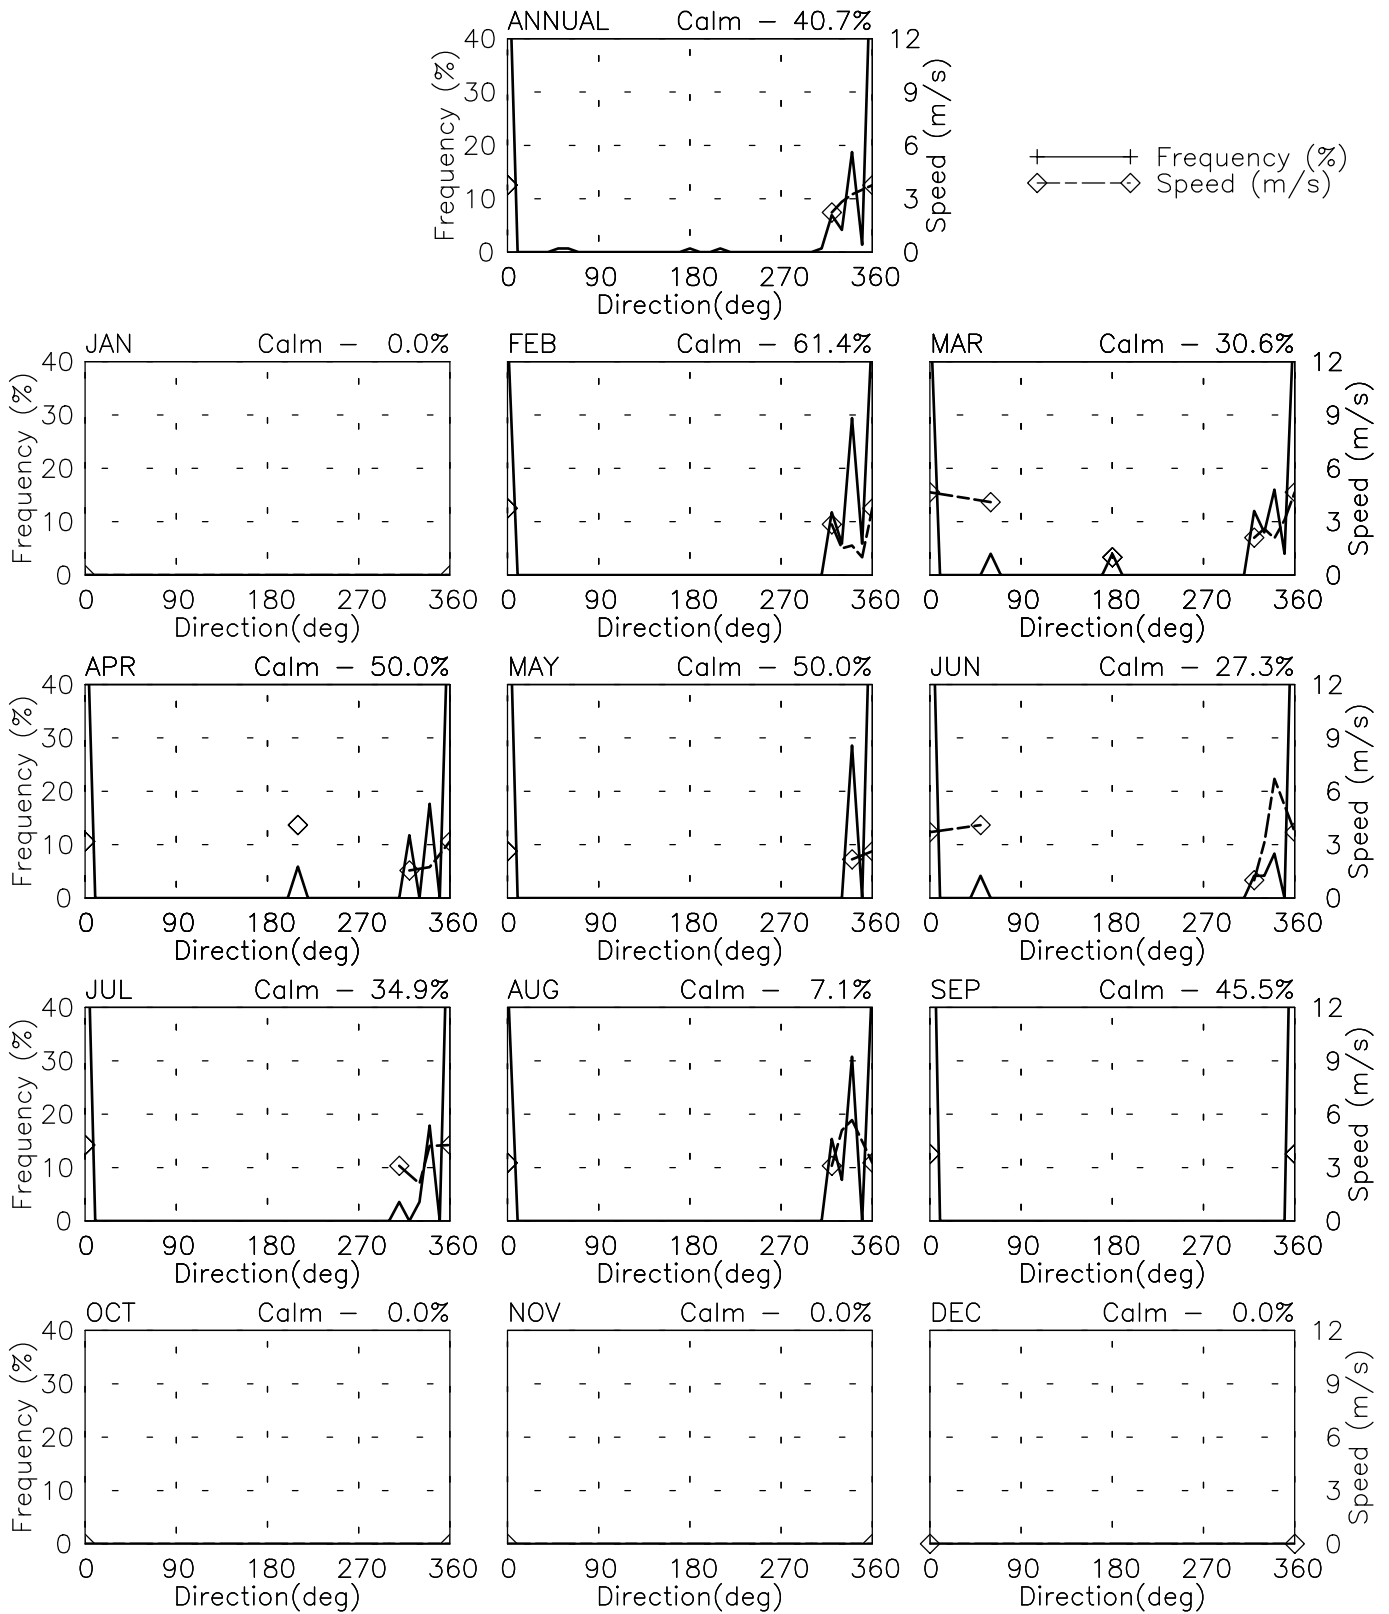 ANNUAL Calm - 40.7%
40 30 20 10 0
Frequency (%)
12 9 6 3 0
Speed (m/s)
0 90 180 270 360
Direction(deg)
Frequency (%)
Speed (m/s)
JAN Calm - 0.0%
FEB Calm - 61.4%
MAR Calm - 30.6%
40 30 20 10 0
Frequency (%)
12 9 6 3 0
Speed (m/s)
0 90 180 270 360
0 90 180 270 360
0 90 180 270 360
Direction(deg)
Direction(deg)
Direction(deg)
APR Calm - 50.0%
MAY Calm - 50.0%
JUN Calm - 27.3%
40 30 20 10 0
Frequency (%)
12 9 6 3 0
Speed (m/s)
0 90 180 270 360
0 90 180 270 360
0 90 180 270 360
Direction(deg)
Direction(deg)
Direction(deg)
JUL Calm - 34.9%
AUG Calm - 7.1%
SEP Calm - 45.5%
40 30 20 10 0
Frequency (%)
12 9 6 3 0
Speed (m/s)
0 90 180 270 360
0 90 180 270 360
0 90 180 270 360
Direction(deg)
Direction(deg)
Direction(deg)
OCT Calm - 0.0%
NOV Calm - 0.0%
DEC Calm - 0.0%
40 30 20 10 0
Frequency (%)
12 9 6 3 0
Speed (m/s)
0 90 180 270 360
0 90 180 270 360
0 90 180 270 360
Direction(deg)
Direction(deg)
Direction(deg)